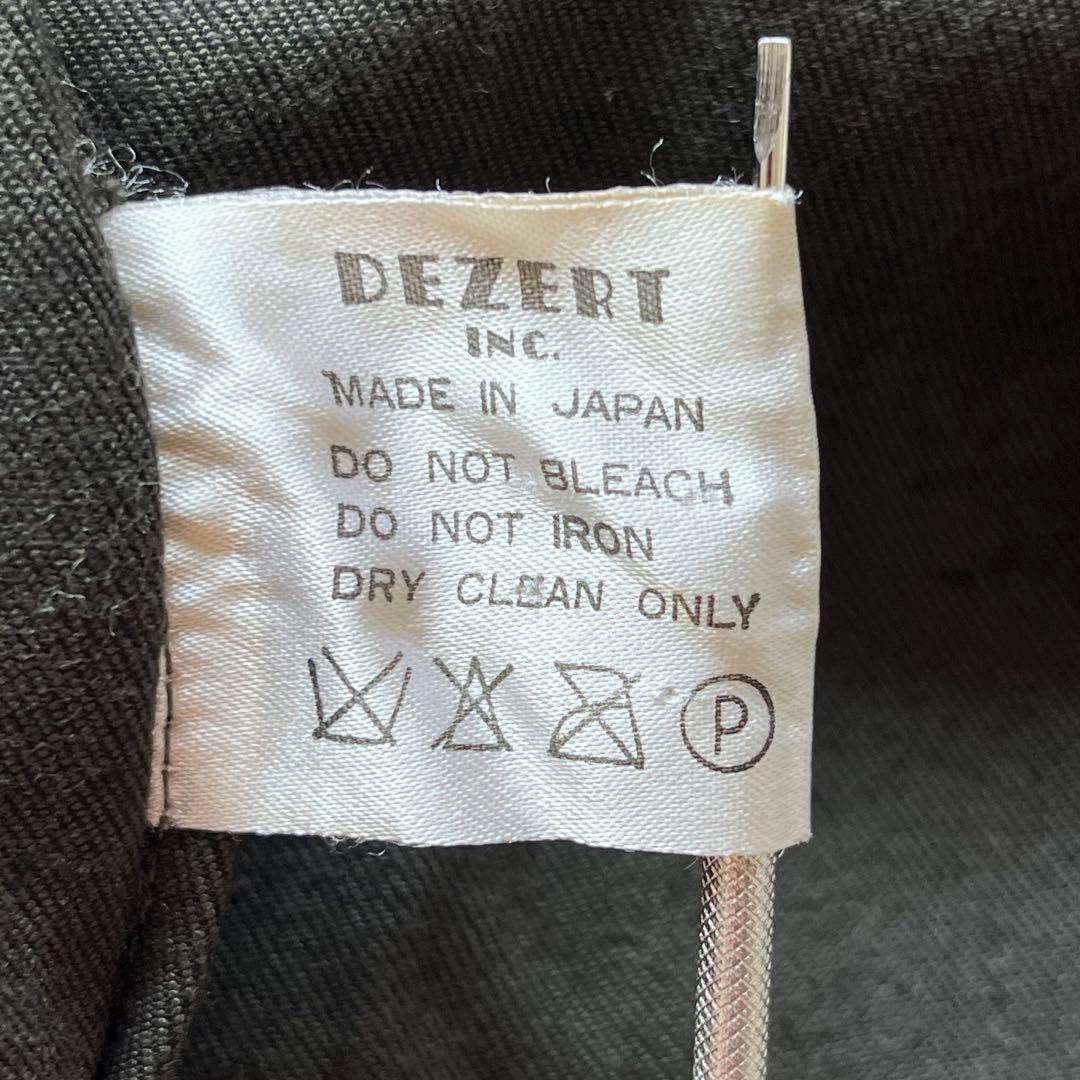 DEZERT
INC.
MADE IN JAPAN
DO NOT BLEACH
DO NOT IRON
DRY CLEAN ONLY
P